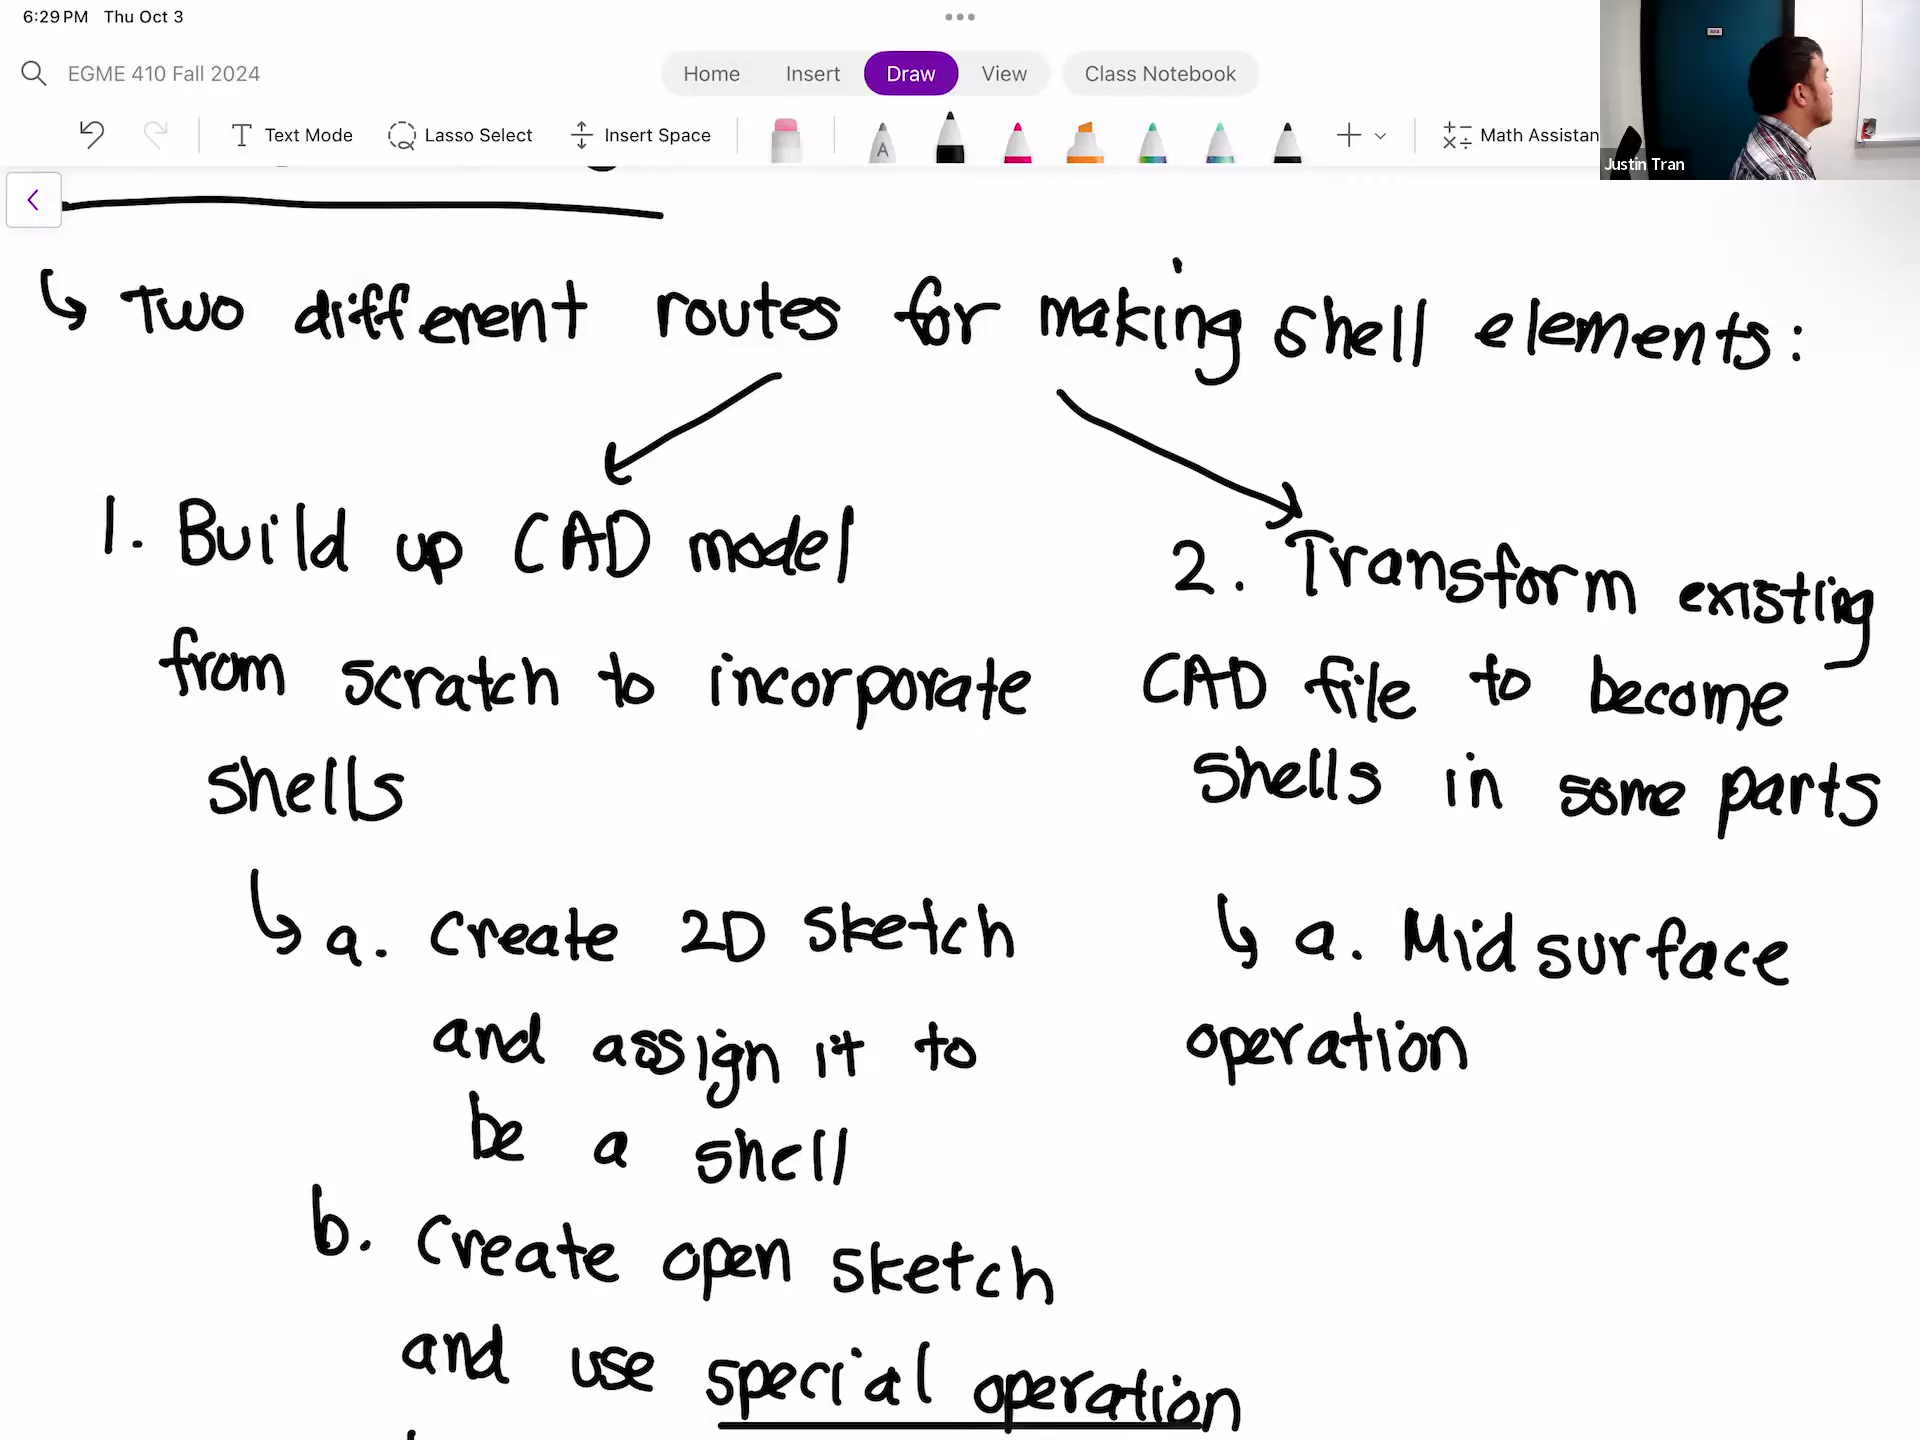 6:29 PM Thu Oct 3
EGME 410 Fall 2024
Home Insert Draw View Class Notebook
Text Mode Lasso Select Insert Space A Math Assistan
Justin Tran
Two different routes for making shell elements:
1. Build up CAD model
from scratch to incorporate
shells
a. Create 2D sketch
and assign it to
be a shell
b. Create open sketch
and use special operation
2. Transform existing
CAD file to become
shells in some parts
a. Midsurface
operation